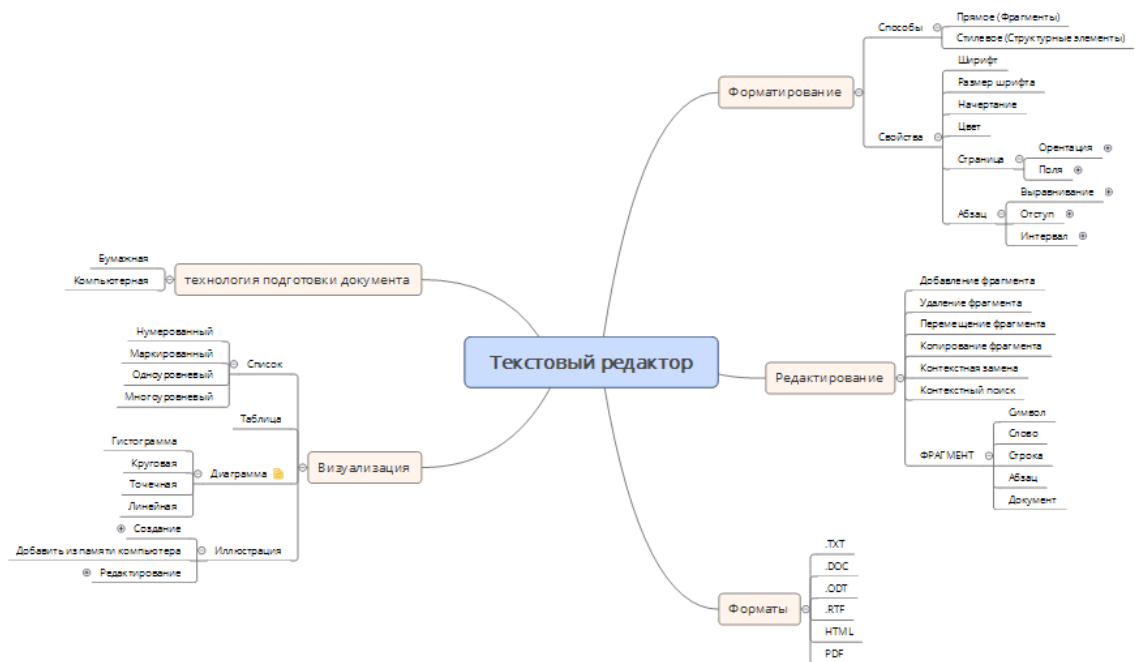 Текстовый редактор
Форматирование
Способы
Прямое (Фрагменты)
Стилевое (Структурные элементы)
Свойства
Ширифт
Размер шрифта
Начертание
Цвет
Страница
Орентация
Поля
Абзац
Выравнивание
Отступ
Интервал
Редактирование
Добавление фрагмента
Удаление фрагмента
Перемещение фрагмента
Копирование фрагмента
Контекстная замена
Контекстный поиск
ФРАГМЕНТ
Символ
Слово
Строка
Абзац
Документ
Форматы
.TXT
.DOC
.ODT
.RTF
HTML
PDF
технология подготовки документа
Бумажная
Компьютерная
Визуализация
Список
Нумерованный
Маркированный
Одноуровневый
Многоуровневый
Таблица
Диаграмма
Гистограмма
Круговая
Точечная
Линейная
Иллюстрация
Создание
Добавить из памяти компьютера
Редактирование